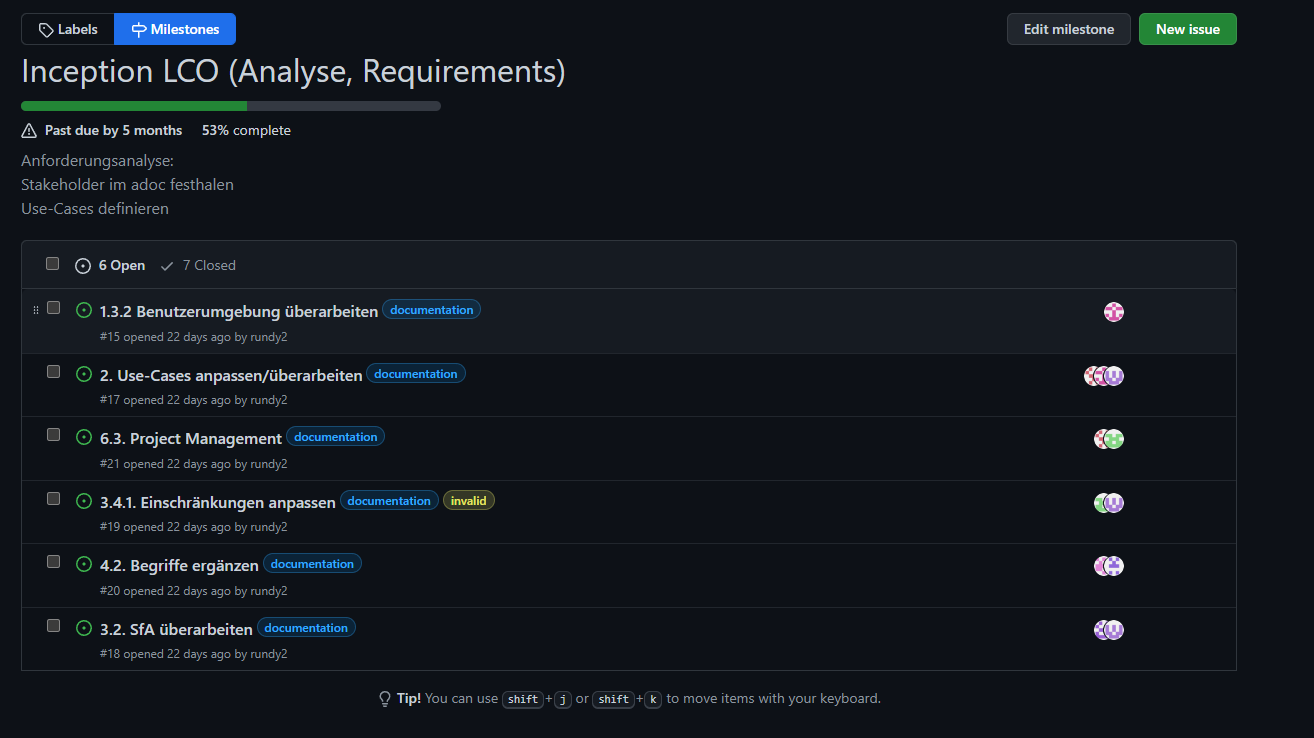 Labels Milestones Edit milestone New issue
Inception LCO (Analyse, Requirements)
Past due by 5 months 53% complete
Anforderungsanalyse:
Stakeholder im adoc festhalten
Use-Cases definieren
6 Open 7 Closed
1.3.2 Benutzerumgebung überarbeiten documentation
#15 opened 22 days ago by rundy2
2. Use-Cases anpassen/überarbeiten documentation
#17 opened 22 days ago by rundy2
6.3. Project Management documentation
#21 opened 22 days ago by rundy2
3.4.1. Einschränkungen anpassen documentation invalid
#19 opened 22 days ago by rundy2
4.2. Begriffe ergänzen documentation
#20 opened 22 days ago by rundy2
3.2. SfA überarbeiten documentation
#18 opened 22 days ago by rundy2
Tip! You can use shift+j or shift+k to move items with your keyboard.